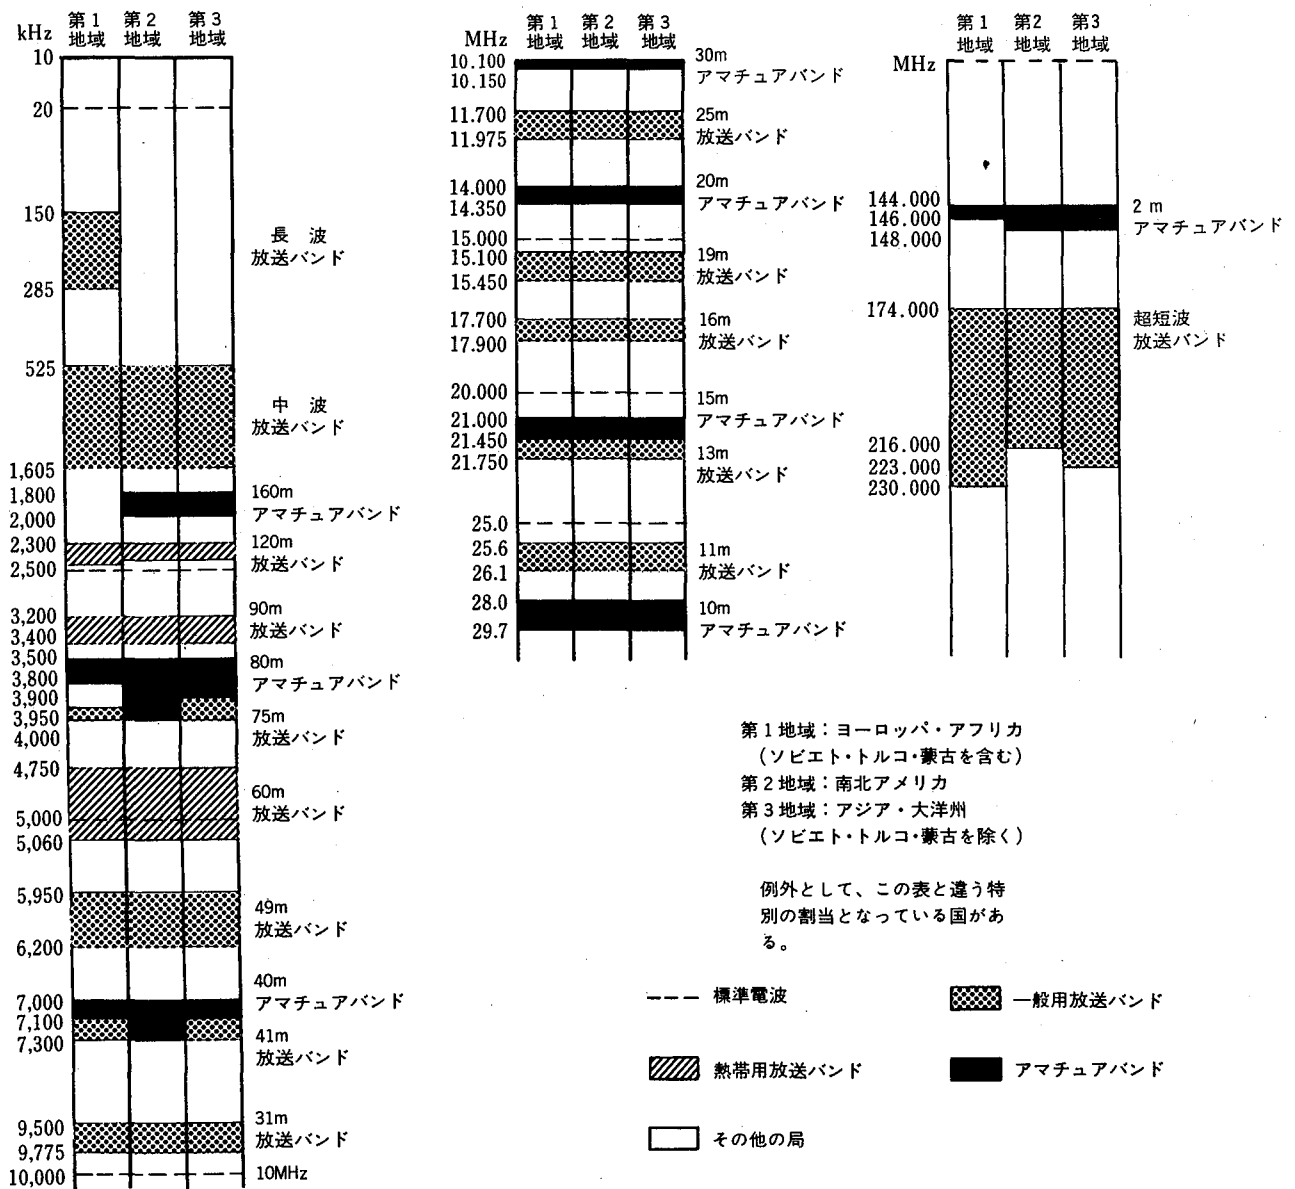 kHz
第1 第2 第3
地域 地域 地域
10
20
150
長 波
放送バンド
285
525
中 波
放送バンド
1,605
1,800
160m
アマチュアバンド
2,000
2,300
120m
放送バンド
2,500
3,200
90m
放送バンド
3,400
3,500
80m
アマチュアバンド
3,800
3,900
3,950
75m
放送バンド
4,000
4,750
60m
放送バンド
5,000
5,060
5,950
49m
放送バンド
6,200
40m
アマチュアバンド
7,000
7,100
41m
放送バンド
7,300
31m
放送バンド
9,500
9,775
10,000
10MHz
MHz
第1 第2 第3
地域 地域 地域
10.100
30m
アマチュアバンド
10.150
11.700
25m
放送バンド
11.975
14.000
20m
アマチュアバンド
14.350
15.000
15.100
19m
放送バンド
15.450
17.700
16m
放送バンド
17.900
20.000
15m
アマチュアバンド
21.000
21.450
13m
放送バンド
21.750
25.0
25.6
11m
放送バンド
26.1
28.0
10m
アマチュアバンド
29.7
MHz
第1 第2 第3
地域 地域 地域
144.000
2 m
アマチュアバンド
146.000
148.000
174.000
超短波
放送バンド
216.000
223.000
230.000
第1地域：ヨーロッパ・アフリカ
（ソビエト・トルコ・蒙古を含む）
第2地域：南北アメリカ
第3地域：アジア・大洋州
（ソビエト・トルコ・蒙古を除く）
例外として、この表と違う特
別の割当となっている国があ
る。
標準電波
一般用放送バンド
熱帯用放送バンド
アマチュアバンド
その他の局